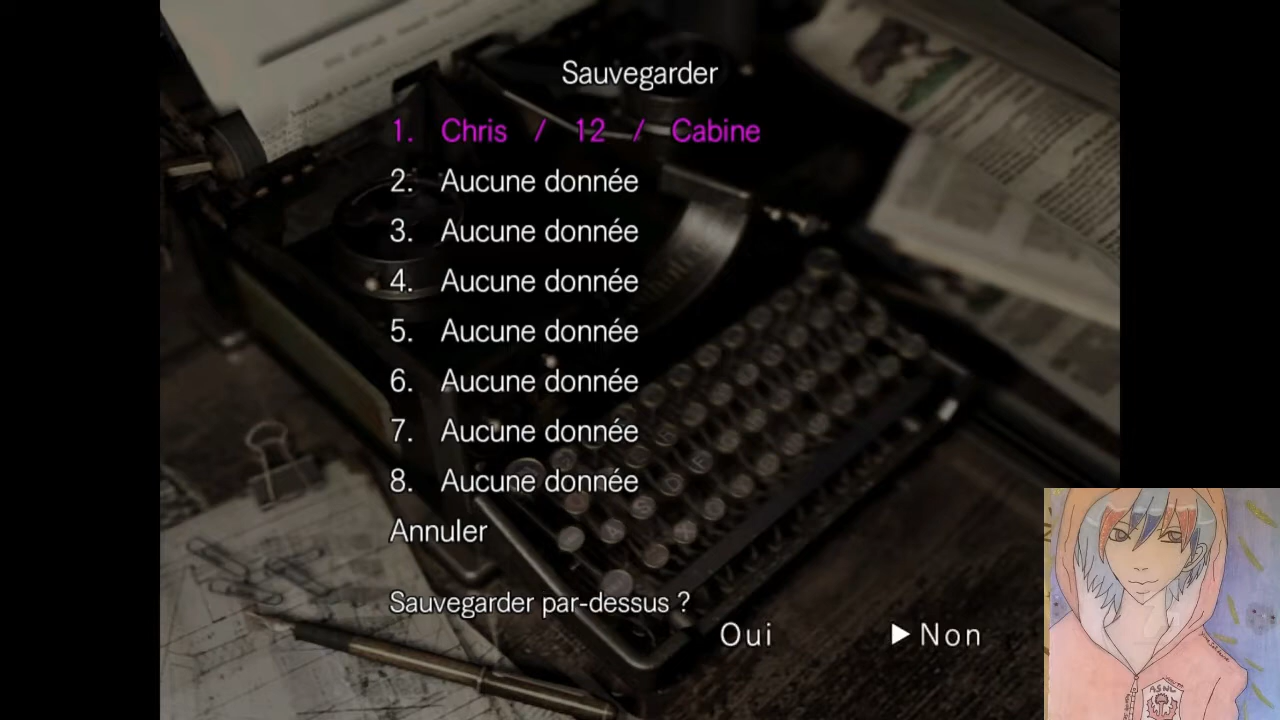 Sauvegarder
1. Chris / 12 / Cabine
2. Aucune donnée
3. Aucune donnée
4. Aucune donnée
5. Aucune donnée
6. Aucune donnée
7. Aucune donnée
8. Aucune donnée
Annuler
Sauvegarder par-dessus ?
Oui ▶Non